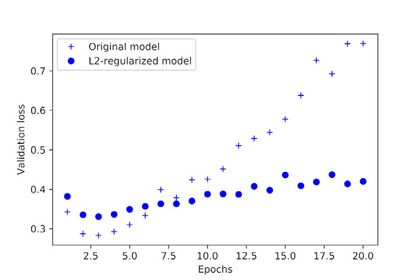 Original model
L2-regularized model
0.7
0.6
0.5
0.4
0.3
Validation loss
2.5 5.0 7.5 10.0 12.5 15.0 17.5 20.0
Epochs